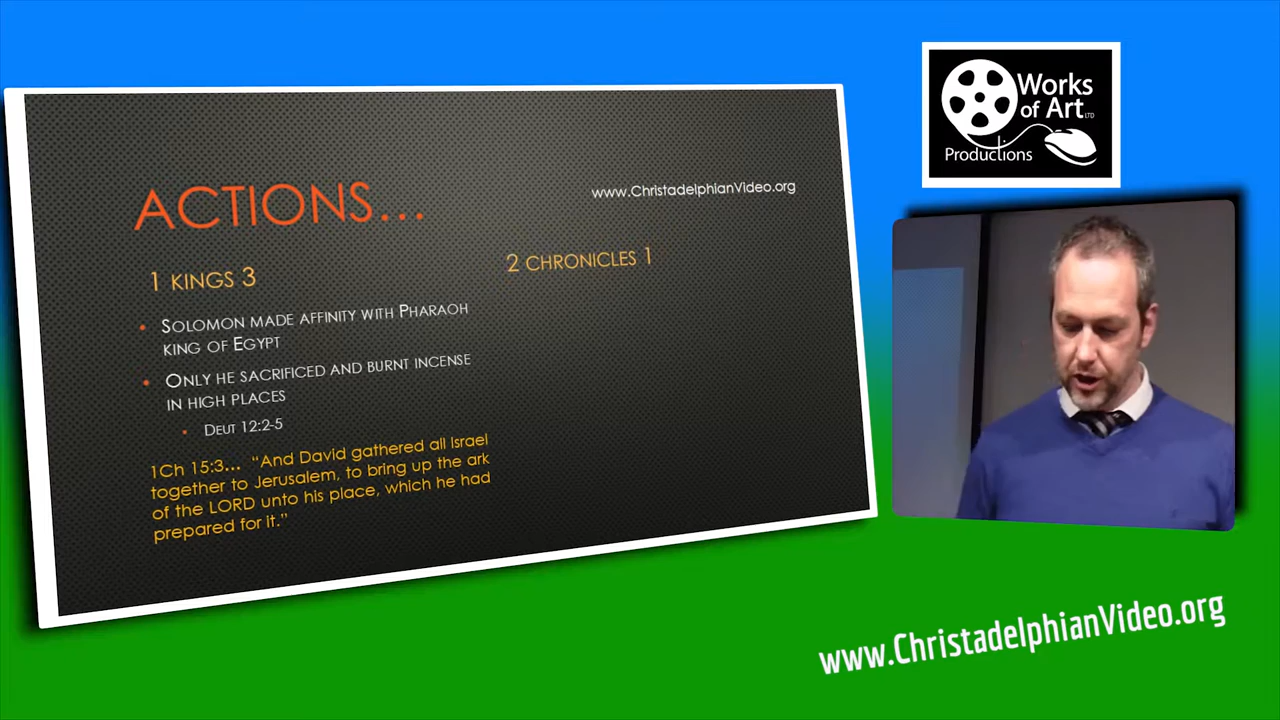 Works
of Art LTD
Productions
ACTIONS...
www.ChristadelphianVideo.org
1 KINGS 3
2 CHRONICLES 1
• SOLOMON MADE AFFINITY WITH PHARAOH
KING OF EGYPT
• ONLY HE SACRIFICED AND BURNT INCENSE
IN HIGH PLACES
• DEUT 12:2-5
1Ch 15:3... “And David gathered all Israel
together to Jerusalem, to bring up the ark
of the LORD unto his place, which he had
prepared for it.”
www.ChristadelphianVideo.org